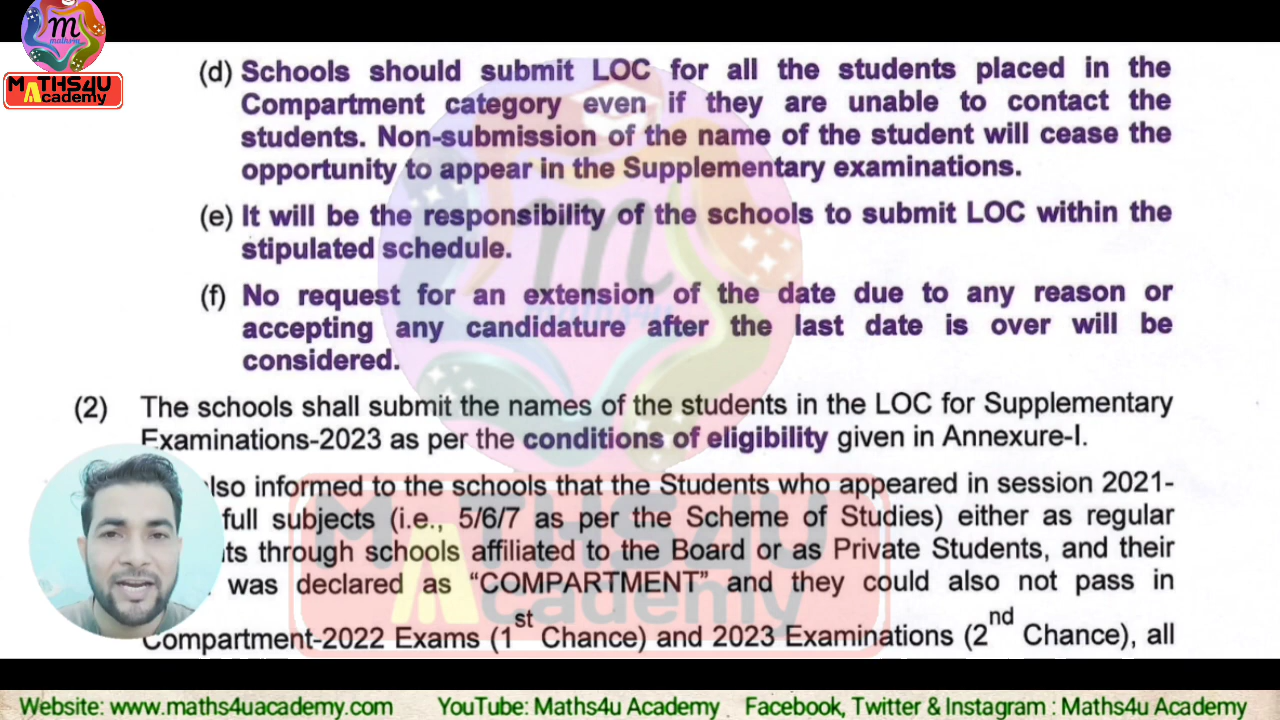 m
maths4u
MATHS4U
Academy
(d) Schools should submit LOC for all the students placed in the
Compartment category even if they are unable to contact the
students. Non-submission of the name of the student will cease the
opportunity to appear in the Supplementary examinations.
(e) It will be the responsibility of the schools to submit LOC within the
stipulated schedule.
(f) No request for an extension of the date due to any reason or
accepting any candidature after the last date is over will be
considered.
(2) The schools shall submit the names of the students in the LOC for Supplementary
Examinations-2023 as per the conditions of eligibility given in Annexure-I.
lso informed to the schools that the Students who appeared in session 2021-
full subjects (i.e., 5/6/7 as per the Scheme of Studies) either as regular
ts through schools affiliated to the Board or as Private Students, and their
was declared as “COMPARTMENT” and they could also not pass in
Compartment-2022 Exams (1st Chance) and 2023 Examinations (2nd Chance), all
m
maths4u
MATHS4U
Academy
Website: www.maths4uacademy.com YouTube: Maths4u Academy Facebook, Twitter & Instagram : Maths4u Academy